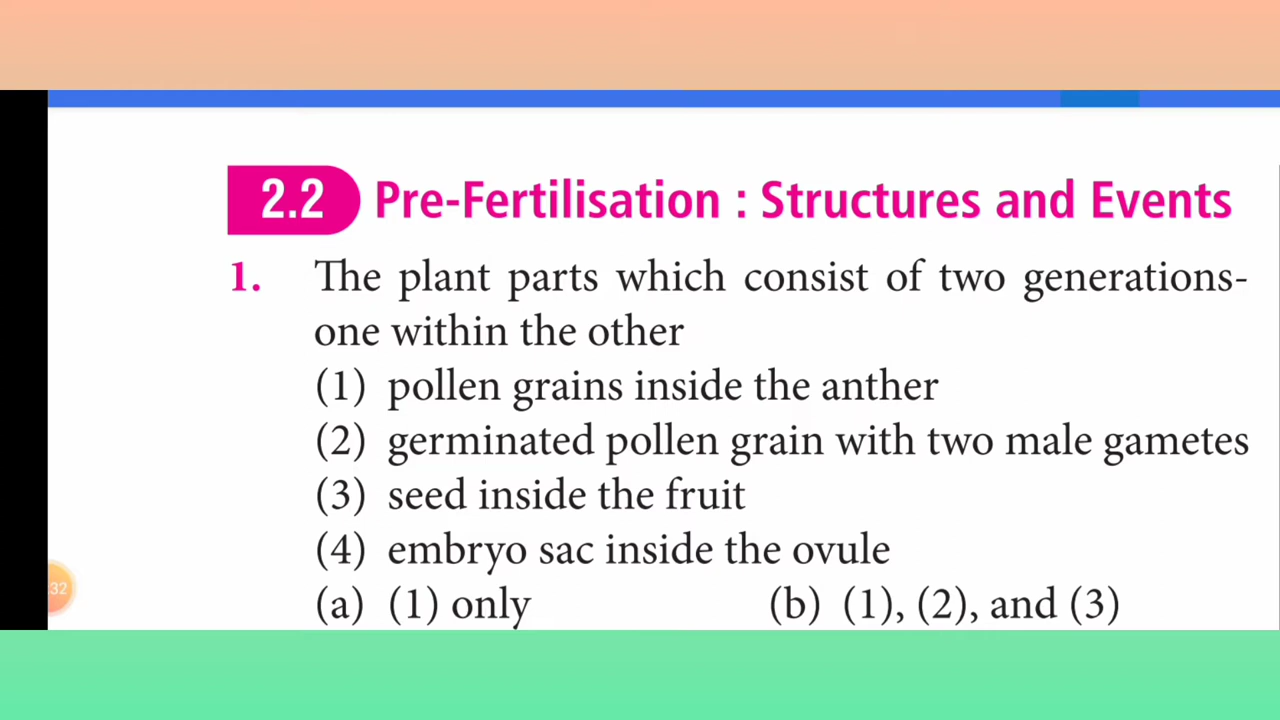 2.2 Pre-Fertilisation : Structures and Events
1. The plant parts which consist of two generations-
one within the other
(1) pollen grains inside the anther
(2) germinated pollen grain with two male gametes
(3) seed inside the fruit
(4) embryo sac inside the ovule
32
(a) (1) only (b) (1), (2), and (3)